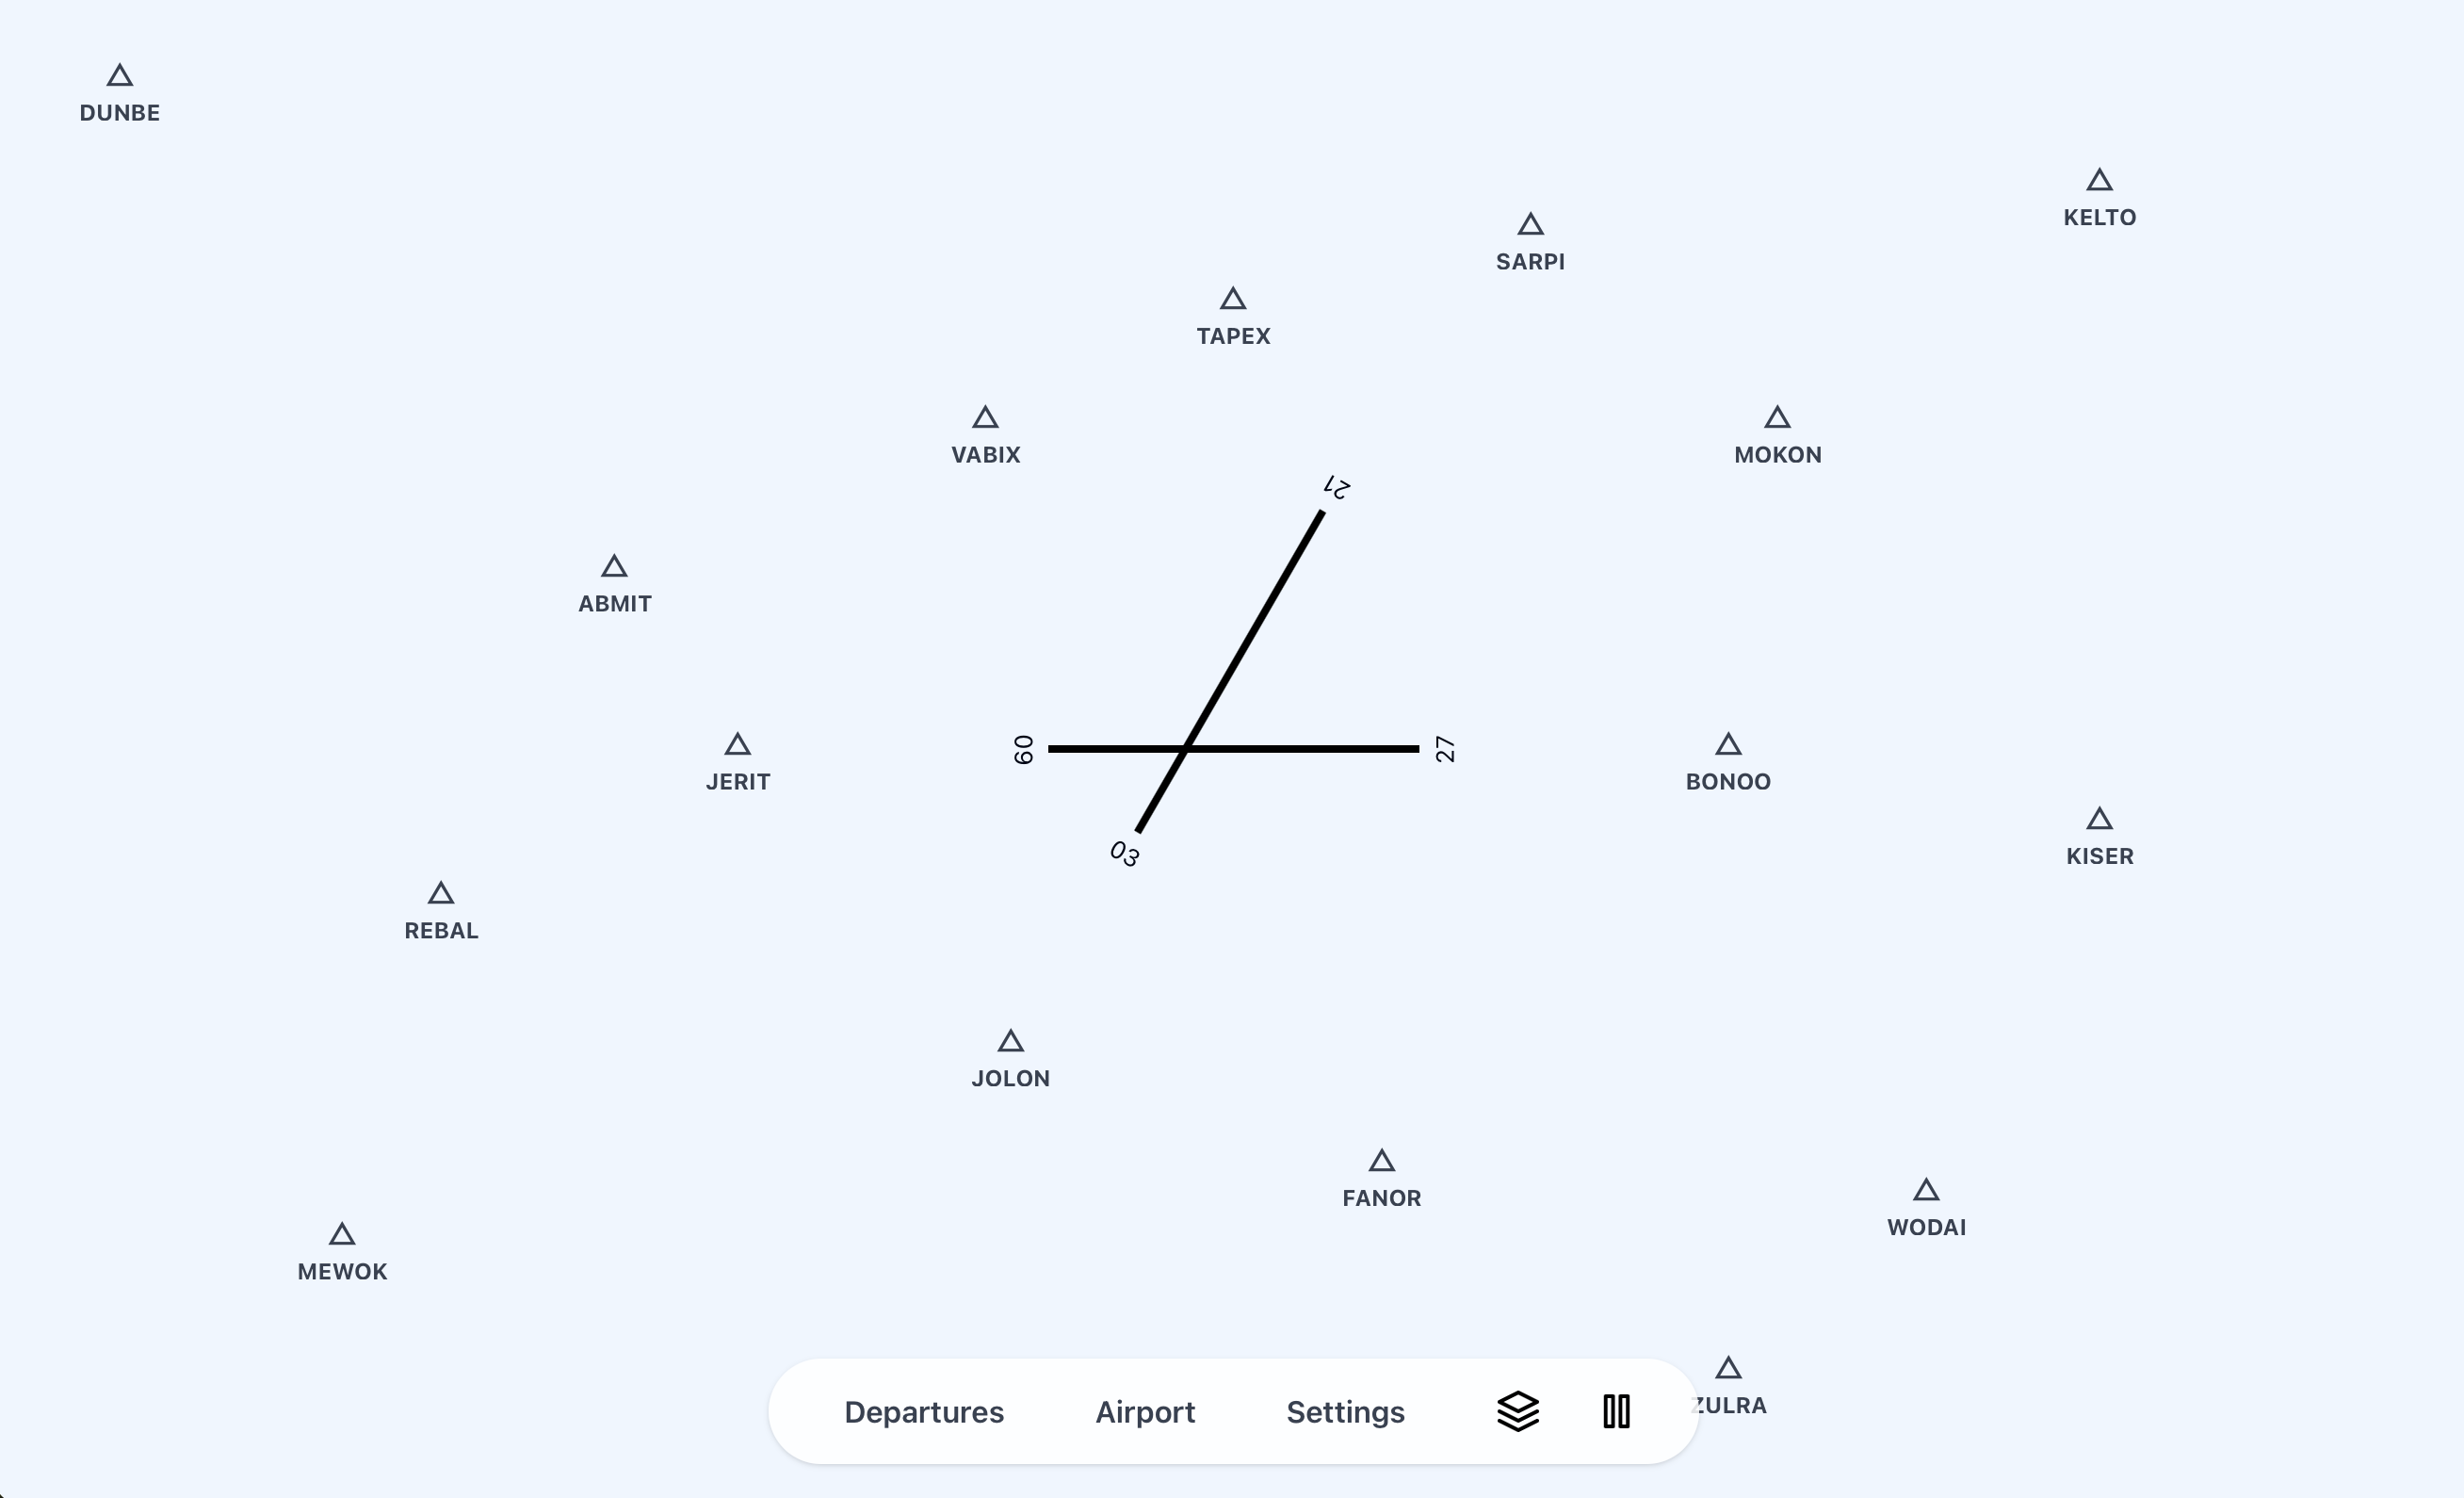 DUNBE
KELTO
SARPI
TAPEX
VABIX
MOKON
21
ABMIT
09
27
JERIT
BONOO
03
KISER
REBAL
JOLON
FANOR
WODAI
MEWOK
Departures Airport Settings
ZULRA